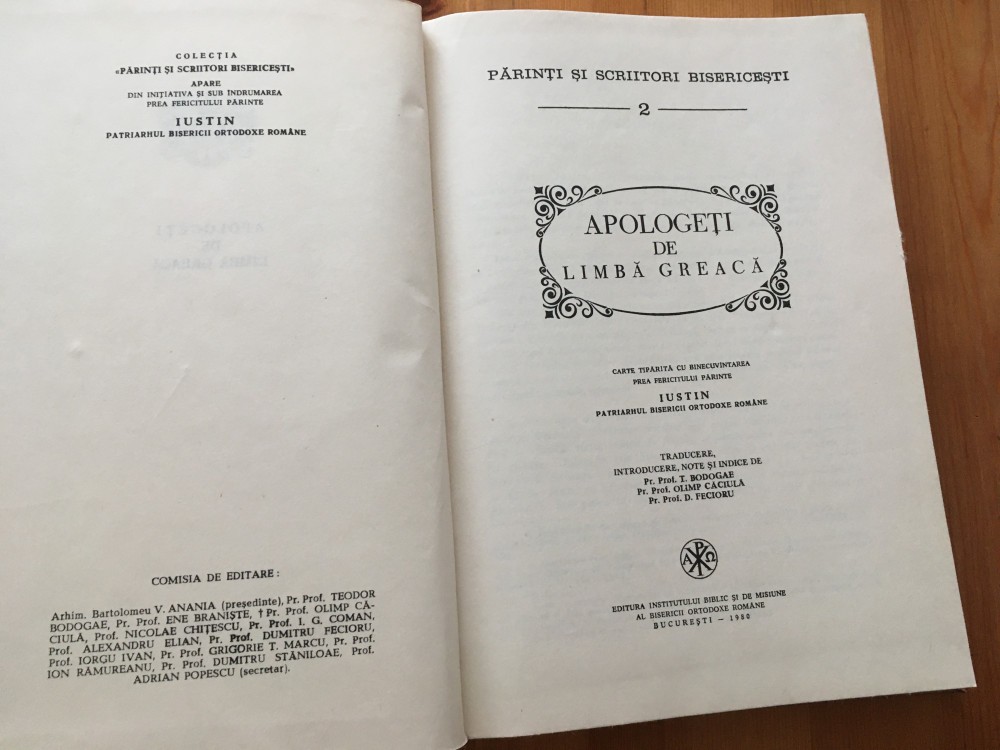 COLECȚIA
«PĂRINȚI ȘI SCRIITORI BISERICEȘTI»
APARE
DIN INIȚIATIVA ȘI SUB ÎNDRUMAREA
PREA FERICITULUI PĂRINTE
IUSTIN
PATRIARHUL BISERICII ORTODOXE ROMÂNE
COMISIA DE EDITARE :
Arhim. Bartolomeu V. ANANIA (președinte), Pr. Prof. TEODOR
BODOGAE, Pr. Prof. ENE BRANIȘTE, † Pr. Prof. OLIMP CĂ-
CIULĂ, Prof. NICOLAE CHIȚESCU, Pr. Prof. I. G. COMAN,
Prof. ALEXANDRU ELIAN, Pr. Prof. DUMITRU FECIORU,
Prof. IORGU IVAN, Pr. Prof. GRIGORIE T. MARCU, Pr. Prof.
ION RĂMUREANU, Pr. Prof. DUMITRU STĂNILOAE, Prof.
ADRIAN POPESCU (secretar).
PĂRINȚI ȘI SCRIITORI BISERICEȘTI
2
APOLOGEȚI
DE
LIMBĂ GREACĂ
CARTE TIPĂRITĂ CU BINECUVÎNTAREA
PREA FERICITULUI PĂRINTE
IUSTIN
PATRIARHUL BISERICII ORTODOXE ROMÂNE
TRADUCERE,
INTRODUCERE, NOTE ȘI INDICE DE
Pr. Prof. T. BODOGAE
Pr. Prof. OLIMP CĂCIULĂ
Pr. Prof. D. FECIORU
Α Ρ Ω
EDITURA INSTITUTULUI BIBLIC ȘI DE MISIUNE
AL BISERICII ORTODOXE ROMÂNE
BUCUREȘTI — 1980